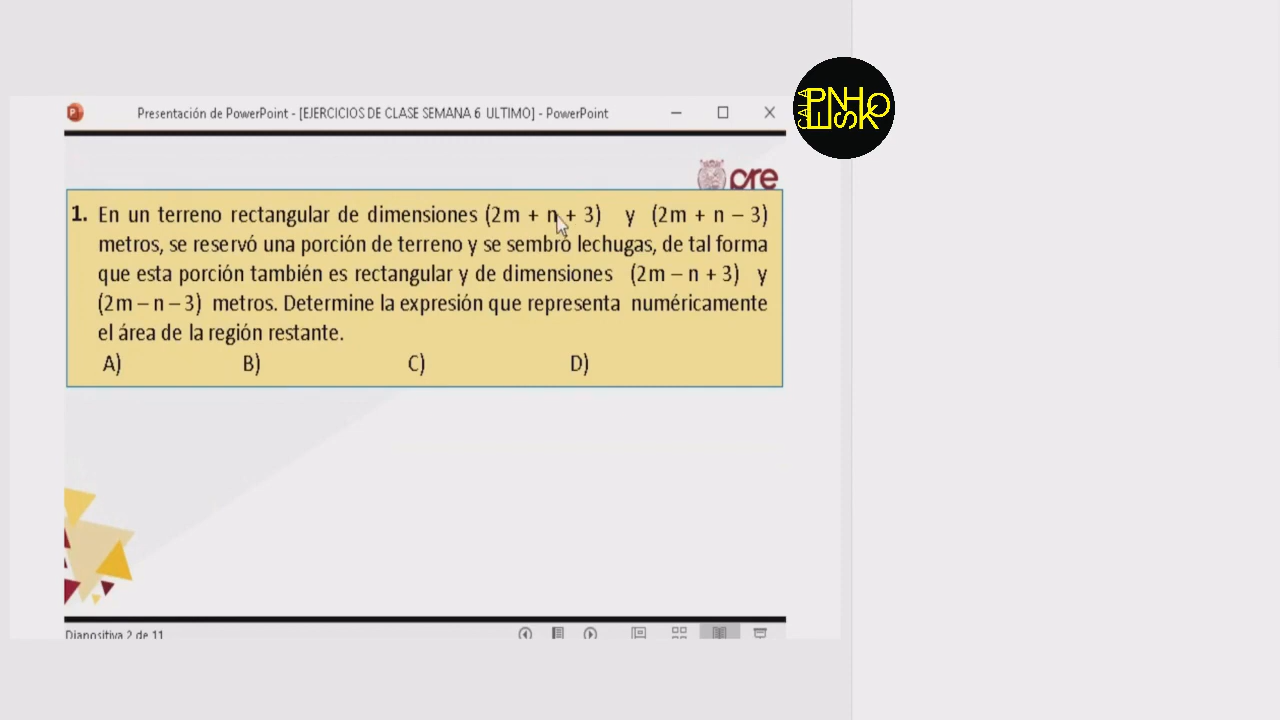 Presentación de PowerPoint - [EJERCICIOS DE CLASE SEMANA 6 ULTIMO] - PowerPoint
pre
1. En un terreno rectangular de dimensiones (2m + n + 3) y (2m + n – 3)
metros, se reservó una porción de terreno y se sembró lechugas, de tal forma
que esta porción también es rectangular y de dimensiones (2m – n + 3) y
(2m – n – 3) metros. Determine la expresión que representa numéricamente
el área de la región restante.
A) B) C) D)
Diapositiva 2 de 11